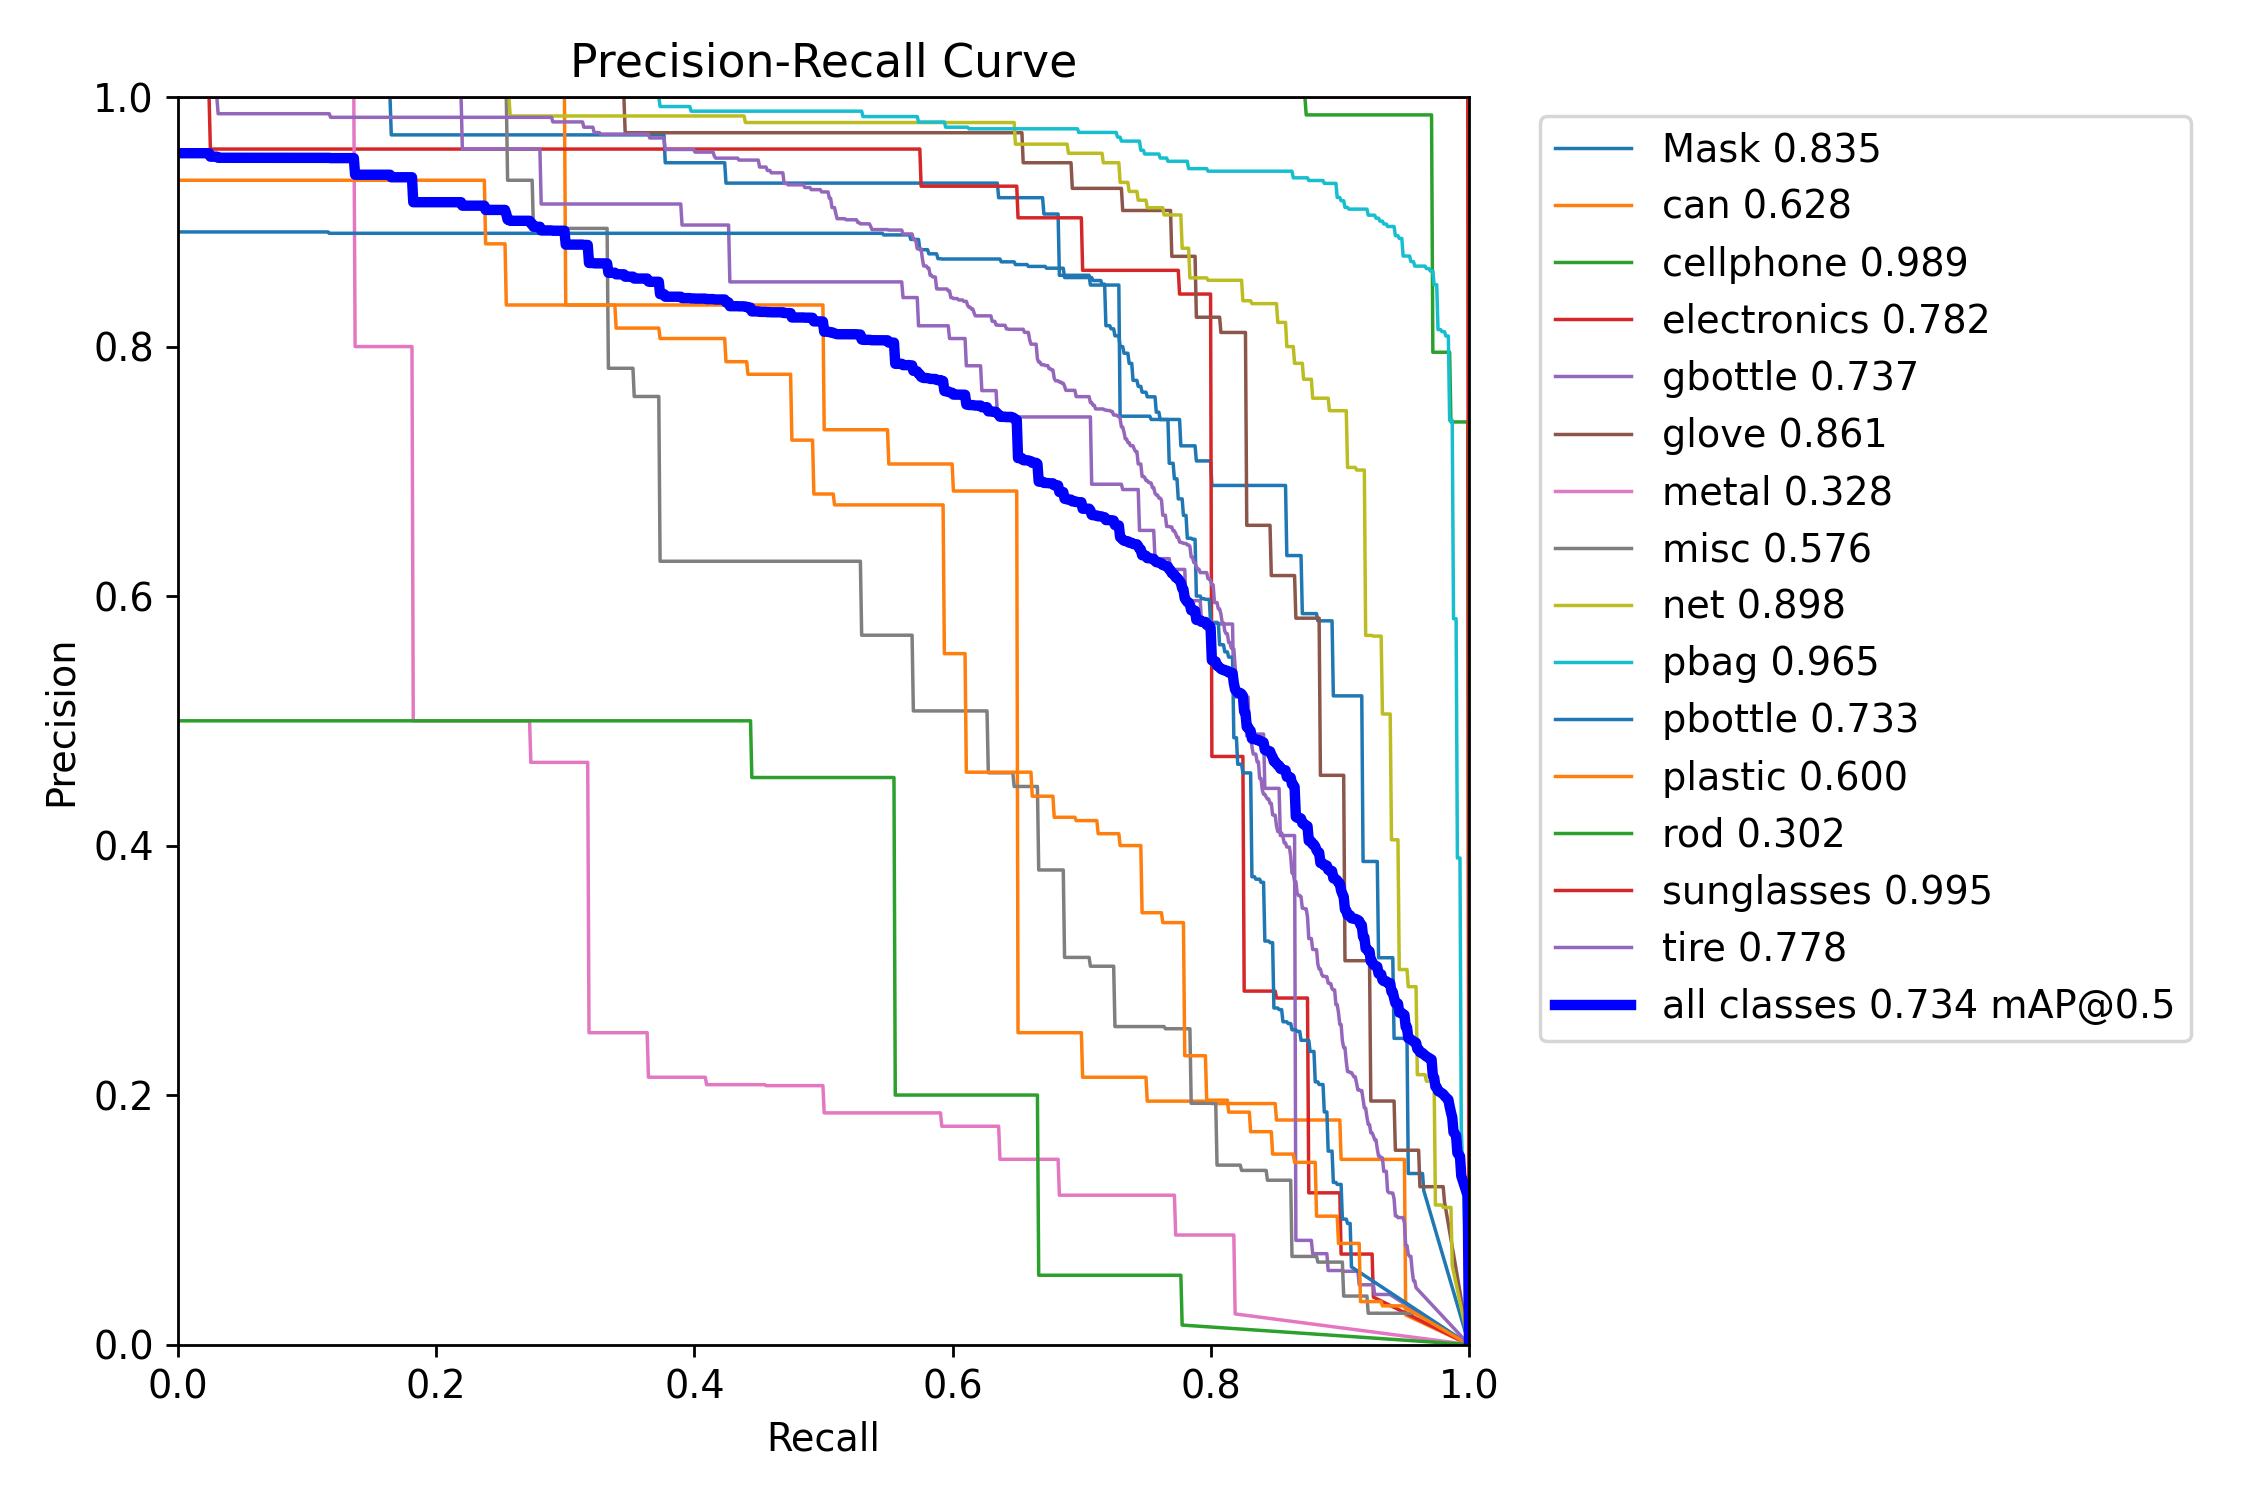 Precision-Recall Curve
1.0
0.8
0.6
0.4
0.2
0.0
Precision
0.0 0.2 0.4 0.6 0.8 1.0
Recall
Mask 0.835
can 0.628
cellphone 0.989
electronics 0.782
gbottle 0.737
glove 0.861
metal 0.328
misc 0.576
net 0.898
pbag 0.965
pbottle 0.733
plastic 0.600
rod 0.302
sunglasses 0.995
tire 0.778
all classes 0.734 mAP@0.5